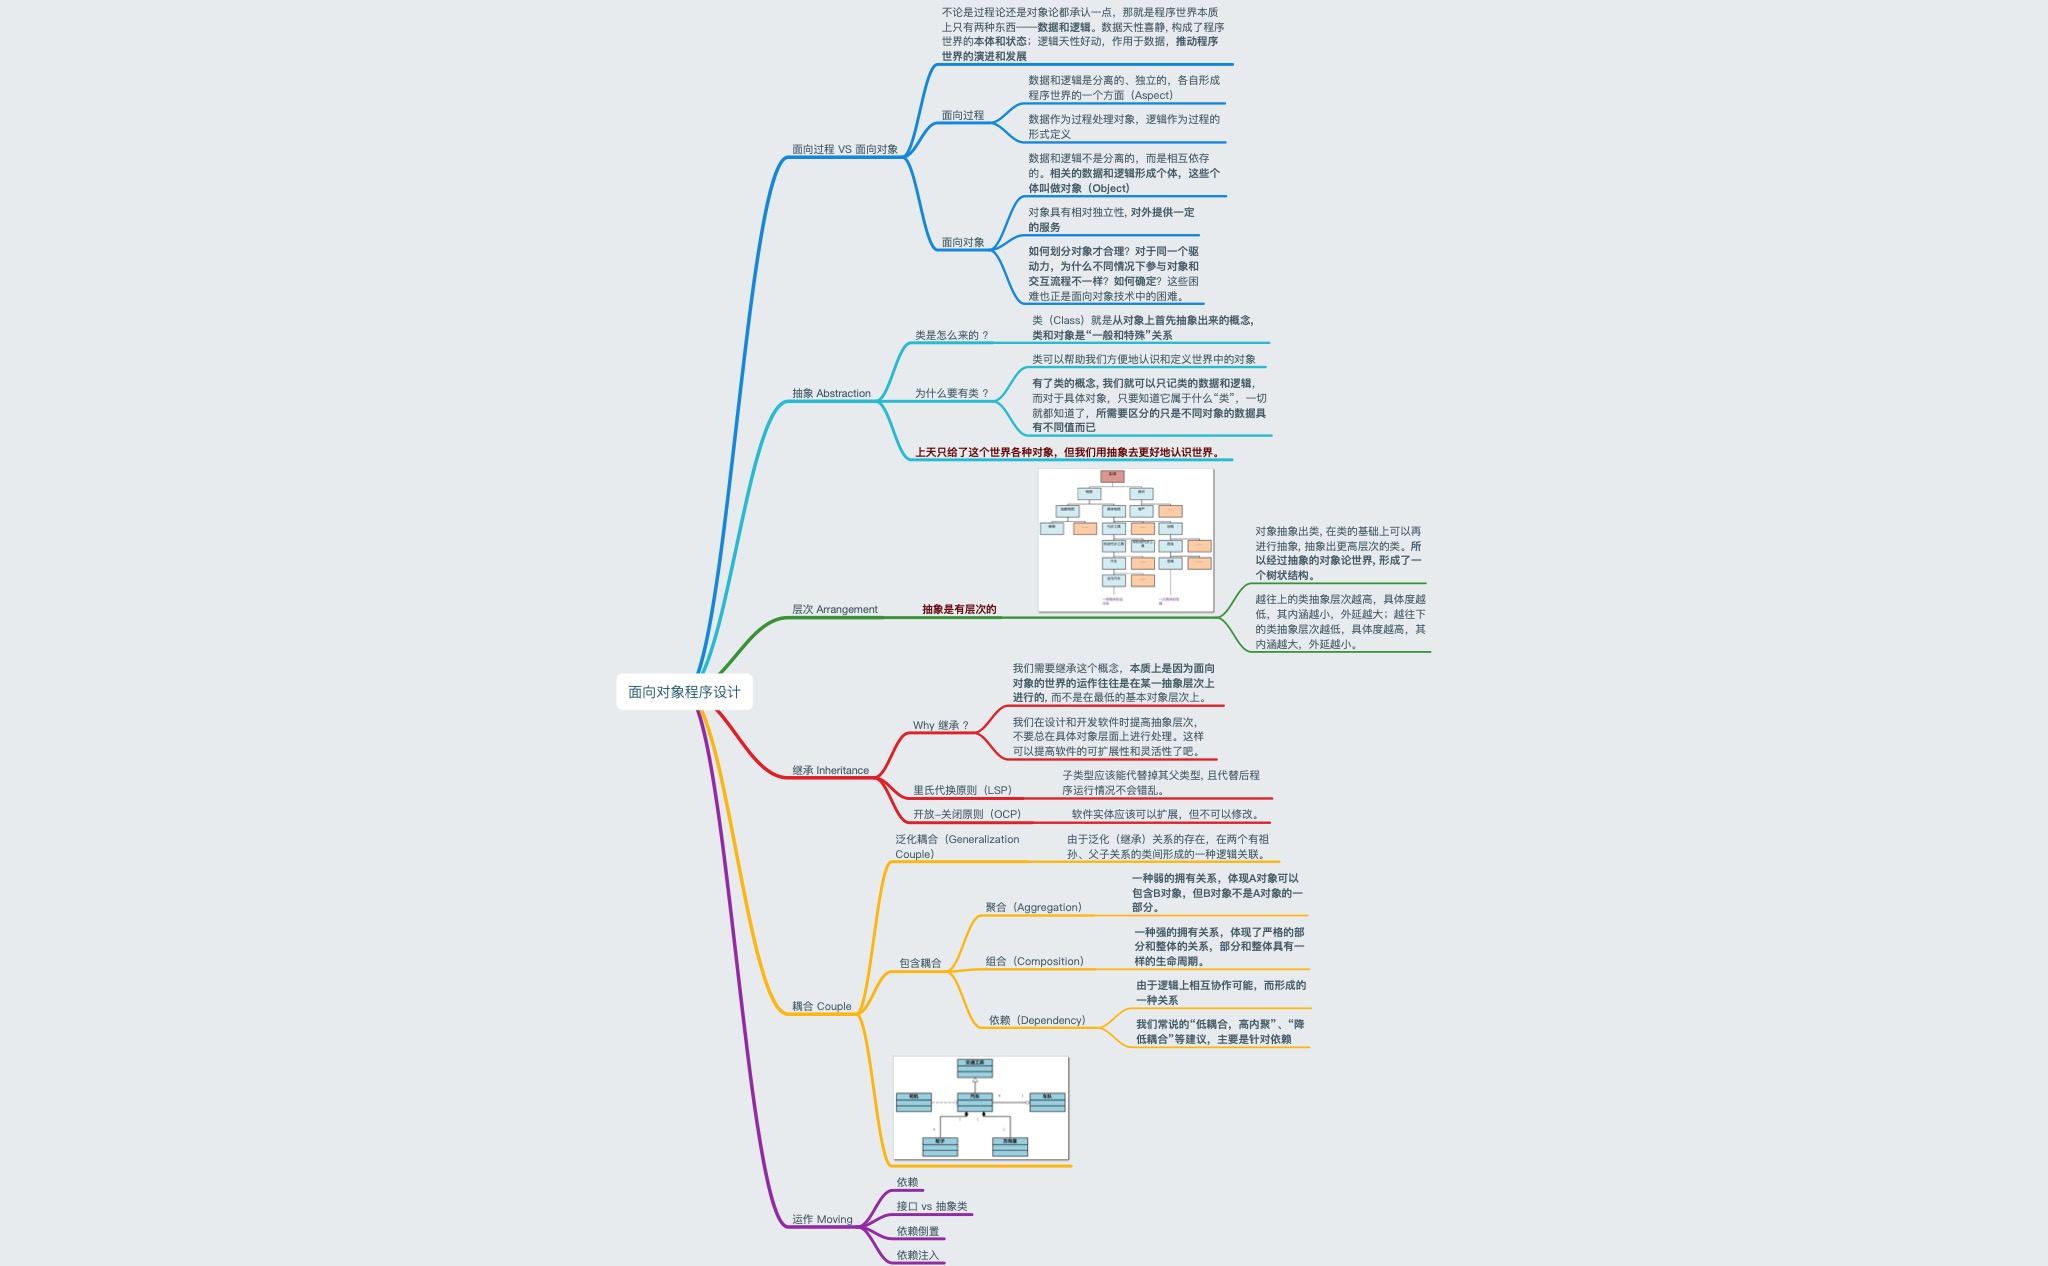 不论是过程论还是对象论都承认一点，那就是程序世界本质
上只有两种东西——数据和逻辑。数据天性喜静, 构成了程序
世界的本体和状态；逻辑天性好动，作用于数据，推动程序
世界的演进和发展
数据和逻辑是分离的、独立的，各自形成
程序世界的一个方面（Aspect）
面向过程
数据作为过程处理对象，逻辑作为过程的
形式定义
面向过程 VS 面向对象
数据和逻辑不是分离的，而是相互依存
的。相关的数据和逻辑形成个体，这些个
体叫做对象（Object）
对象具有相对独立性, 对外提供一定
的服务
面向对象
如何划分对象才合理？对于同一个驱
动力，为什么不同情况下参与对象和
交互流程不一样？如何确定？这些困
难也正是面向对象技术中的困难。
类是怎么来的 ?
类（Class）就是从对象上首先抽象出来的概念,
类和对象是“一般和特殊”关系
类可以帮助我们方便地认识和定义世界中的对象
抽象 Abstraction
为什么要有类 ?
有了类的概念, 我们就可以只记类的数据和逻辑，
而对于具体对象，只要知道它属于什么“类”，一切
就都知道了，所需要区分的只是不同对象的数据具
有不同值而已
上天只给了这个世界各种对象，但我们用抽象去更好地认识世界。
对象抽象出类, 在类的基础上可以再
进行抽象, 抽象出更高层次的类。所
以经过抽象的对象论世界, 形成了一
个树状结构。
层次 Arrangement
抽象是有层次的
越往上的类抽象层次越高，具体度越
低，其内涵越小，外延越大；越往下
的类抽象层次越低，具体度越高，其
内涵越大，外延越小。
面向对象程序设计
我们需要继承这个概念，本质上是因为面向
对象的世界的运作往往是在某一抽象层次上
进行的, 而不是在最低的基本对象层次上。
Why 继承 ?
我们在设计和开发软件时提高抽象层次，
不要总在具体对象层面上进行处理。这样
可以提高软件的可扩展性和灵活性了吧。
继承 Inheritance
里氏代换原则（LSP）
子类型应该能代替掉其父类型, 且代替后程
序运行情况不会错乱。
开放–关闭原则（OCP）
软件实体应该可以扩展，但不可以修改。
泛化耦合（Generalization
Couple）
由于泛化（继承）关系的存在，在两个有祖
孙、父子关系的类间形成的一种逻辑关联。
一种弱的拥有关系，体现A对象可以
包含B对象，但B对象不是A对象的一
部分。
聚合（Aggregation）
一种强的拥有关系，体现了严格的部
分和整体的关系，部分和整体具有一
样的生命周期。
包含耦合
组合（Composition）
由于逻辑上相互协作可能，而形成的
一种关系
耦合 Couple
依赖（Dependency）
我们常说的“低耦合，高内聚”、“降
低耦合”等建议，主要是针对依赖
交通工具
司机
汽车
车队
轮子
方向盘
依赖
接口 vs 抽象类
运作 Moving
依赖倒置
依赖注入